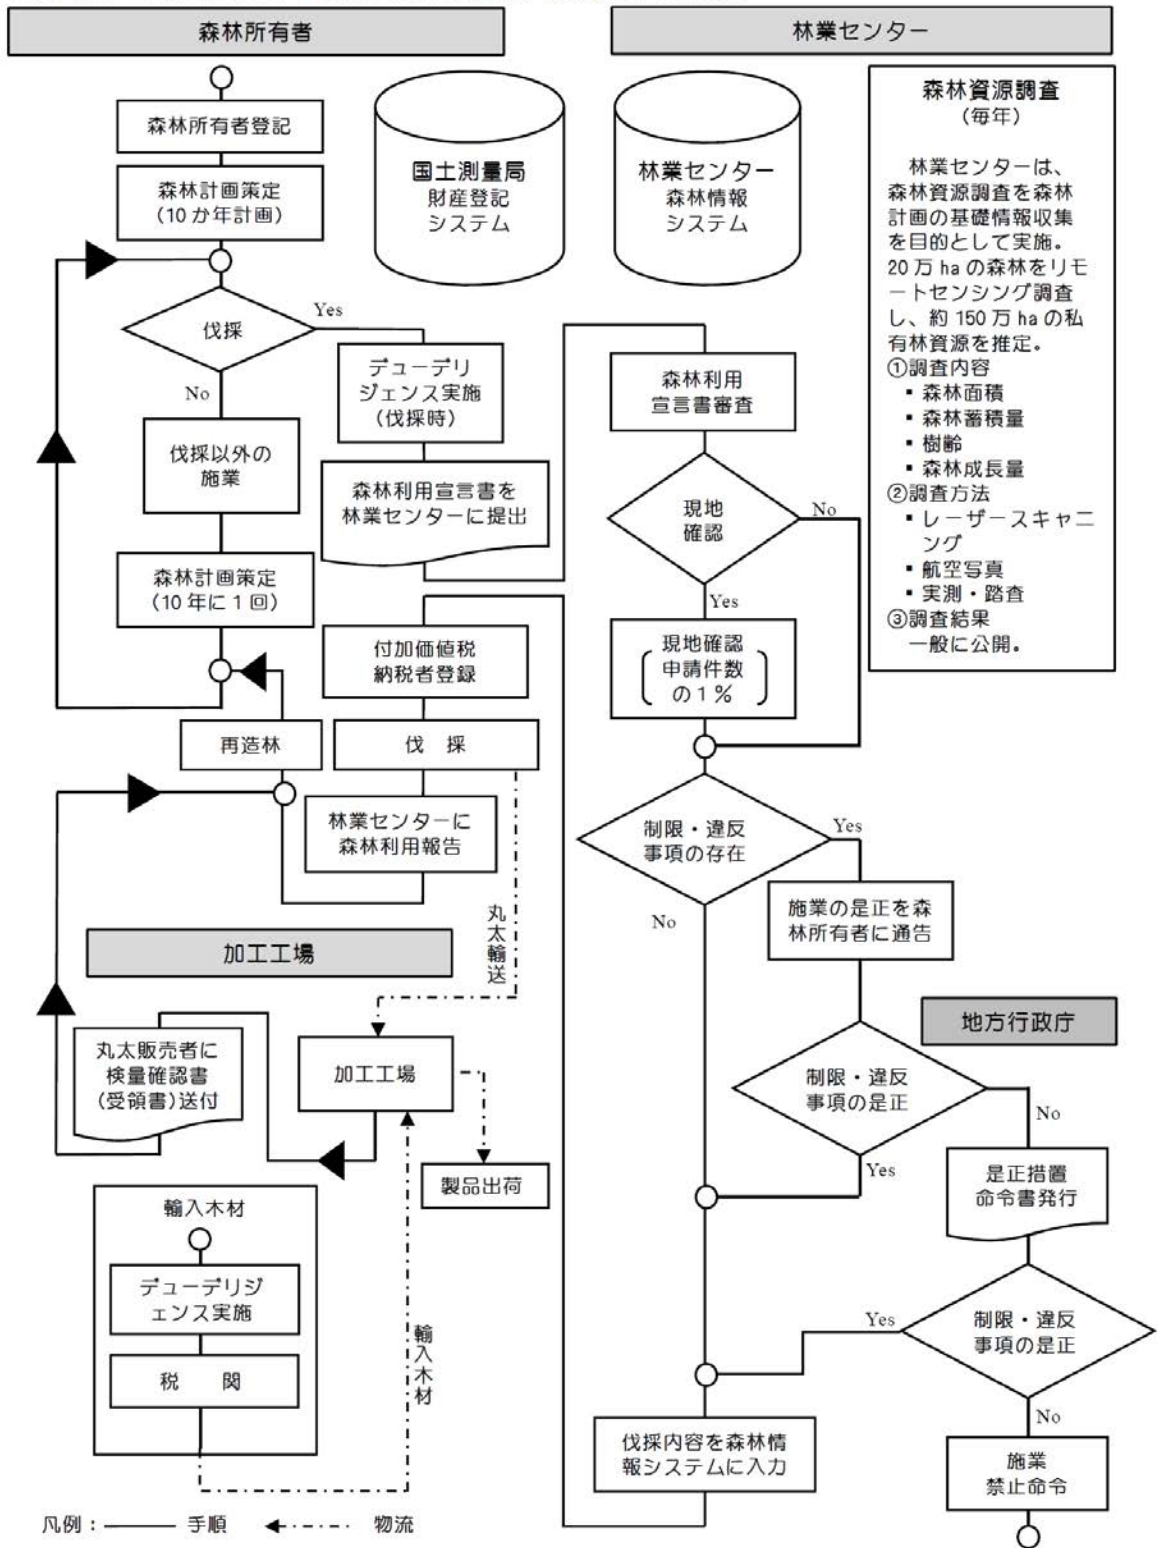 森林所有者
森林所有者登記
森林計画策定
(10か年計画)
伐採
Yes
No
デューデリ
ジェンス実施
(伐採時)
伐採以外の
施業
森林利用宣言書を
林業センターに提出
森林計画策定
(10年に1回)
付加価値税
納税者登録
再造林
伐 採
林業センターに
森林利用報告
丸太輸送
国土測量局
財産登記
システム
林業センター
林業センター
森林情報
システム
森林資源調査
(毎年)
林業センターは、
森林資源調査を森林
計画の基礎情報収集
を目的として実施。
20万haの森林をリモ
ートセンシング調査
し、約150万haの私
有林資源を推定。
①調査内容
▪ 森林面積
▪ 森林蓄積量
▪ 樹齢
▪ 森林成長量
②調査方法
▪ レーザースキャニ
ング
▪ 航空写真
▪ 実測・踏査
③調査結果
一般に公開。
森林利用
宣言書審査
現地
確認
No
Yes
現地確認
申請件数
の1%
制限・違反
事項の存在
Yes
No
施業の是正を森
林所有者に通告
地方行政庁
制限・違反
事項の是正
No
Yes
是正措置
命令書発行
制限・違反
事項の是正
Yes
No
施業
禁止命令
伐採内容を森林情
報システムに入力
加工工場
丸太販売者に
検量確認書
(受領書)送付
加工工場
製品出荷
輸入木材
デューデリジ
ェンス実施
税 関
輸入木材
凡例: 手順 物流